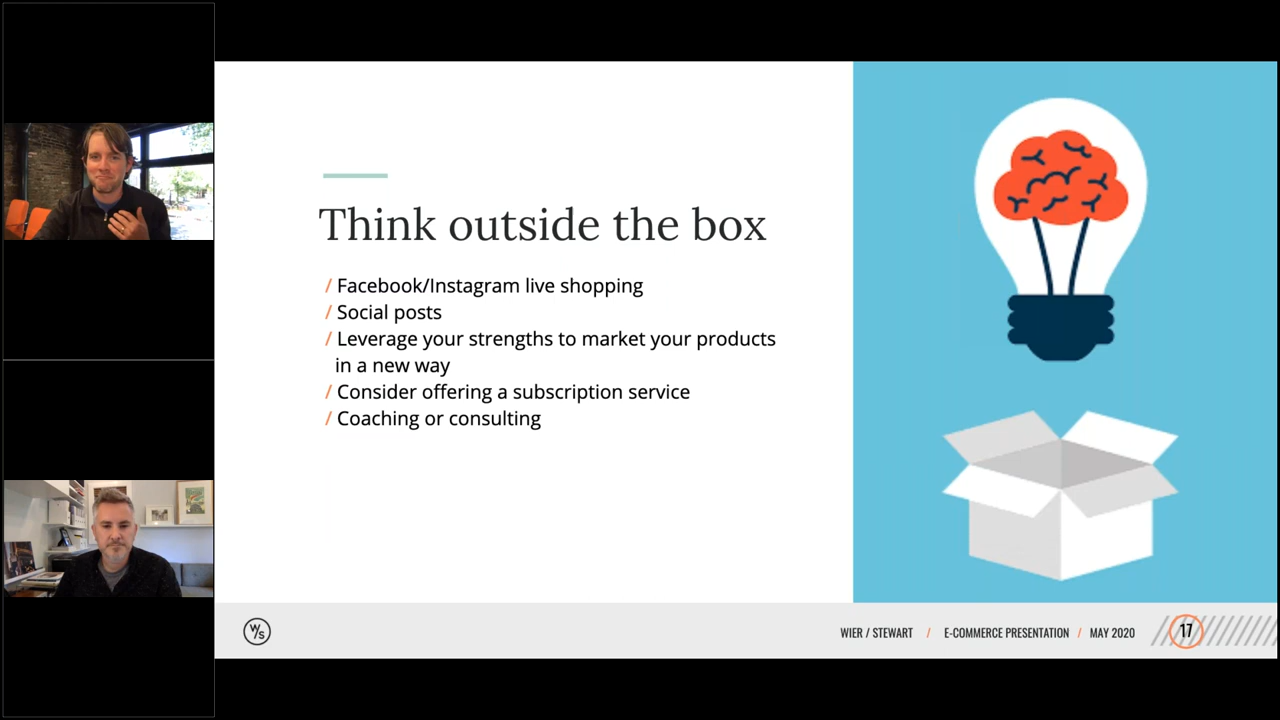 Think outside the box
/ Facebook/Instagram live shopping
/ Social posts
/ Leverage your strengths to market your products
in a new way
/ Consider offering a subscription service
/ Coaching or consulting
W/S
WIER / STEWART / E-COMMERCE PRESENTATION / MAY 2020 17